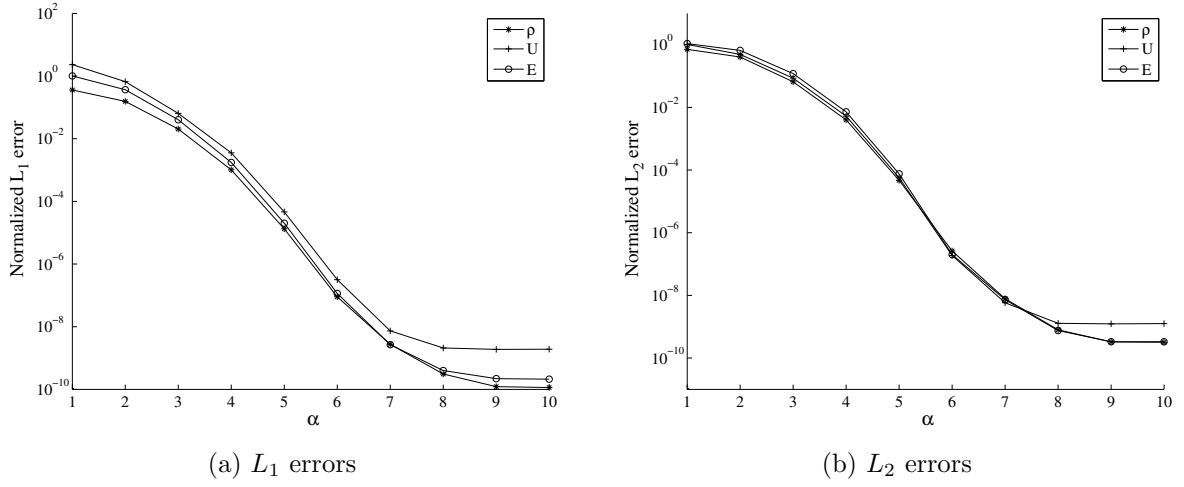 10^2
10^0
10^−2
10^−4
10^−6
10^−8
10^−10
Normalized L_1 error
1 2 3 4 5 6 7 8 9 10
α
ρ
U
E
(a) L_1 errors
10^0
10^−2
10^−4
10^−6
10^−8
10^−10
Normalized L_2 error
1 2 3 4 5 6 7 8 9 10
α
ρ
U
E
(b) L_2 errors